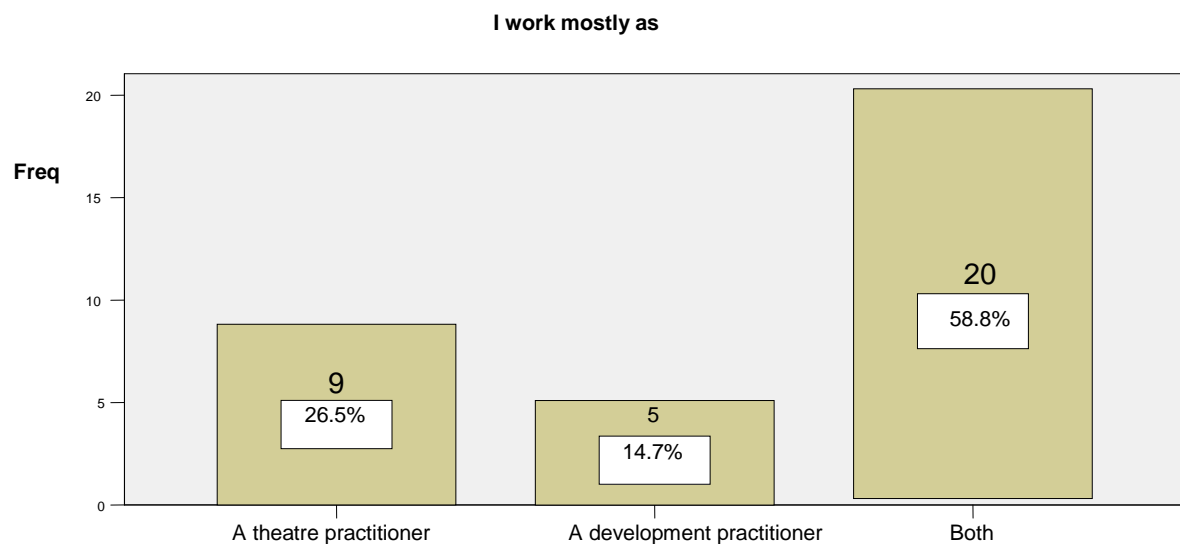 I work mostly as
Freq
20
15
10
5
0
9
26.5%
5
14.7%
20
58.8%
A theatre practitioner
A development practitioner
Both